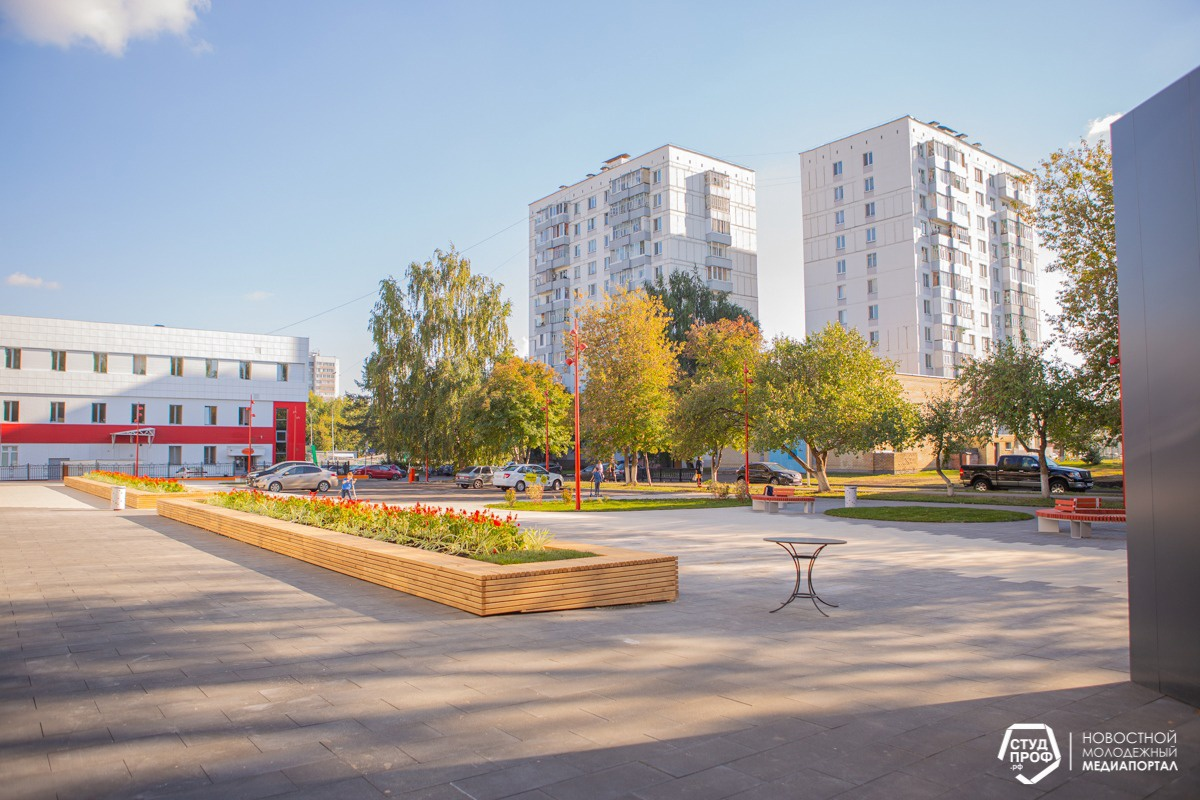 СТУД
ПРОФ
.РФ
НОВОСТНОЙ
МОЛОДЕЖНЫЙ
МЕДИАПОРТАЛ